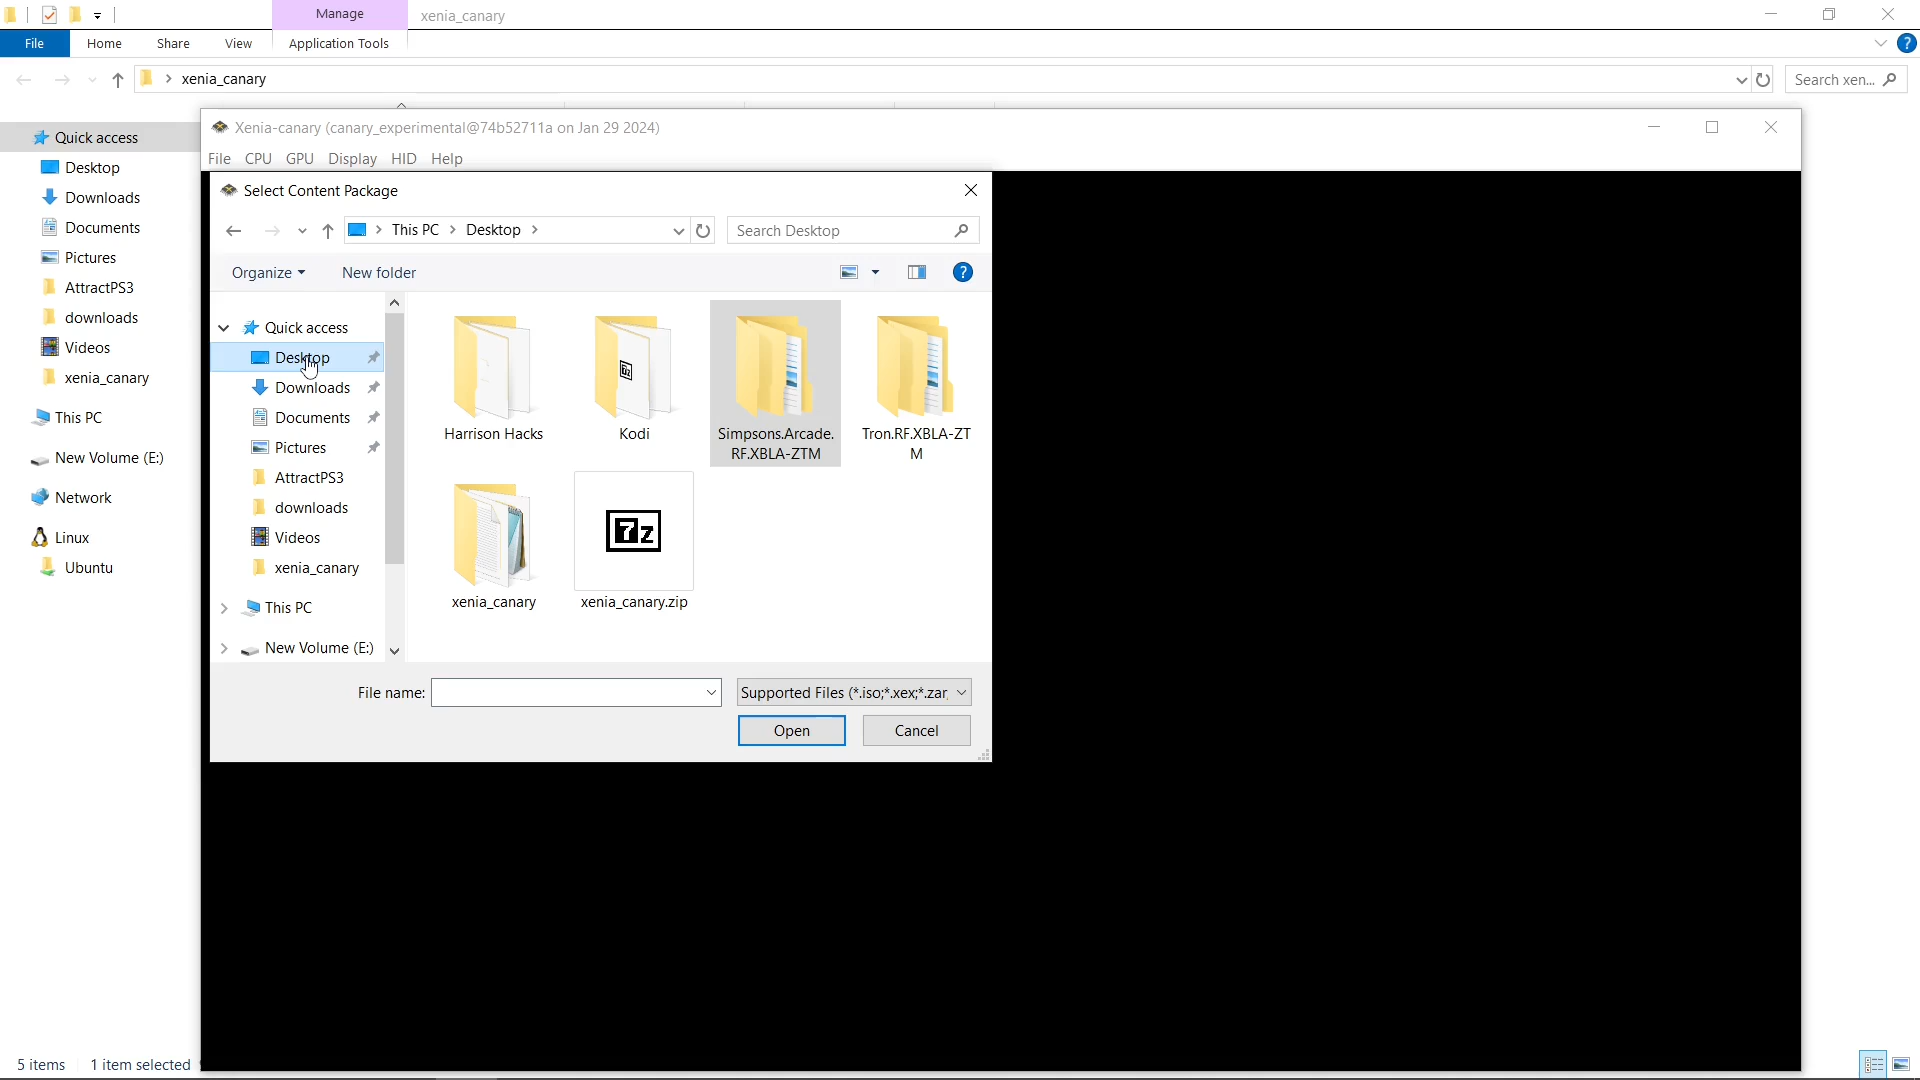 Manage
xenia_canary
File
Home
Share
View
Application Tools
xenia_canary
Search xen...
Quick access
Desktop
Downloads
Documents
Pictures
AttractPS3
downloads
Videos
xenia_canary
This PC
New Volume (E:)
Network
Linux
Ubuntu
5 items
1 item selected
Xenia-canary (canary_experimental@74b52711a on Jan 29 2024)
File
CPU
GPU
Display
HID
Help
Select Content Package
This PC
Desktop
Search Desktop
Organize
New folder
Quick access
Desktop
Downloads
Documents
Pictures
AttractPS3
downloads
Videos
xenia_canary
This PC
New Volume (E:)
Harrison Hacks
Kodi
Simpsons.Arcade.
RF.XBLA-ZTM
Tron.RF.XBLA-ZT
M
7z
xenia_canary
xenia_canary.zip
File name:
Supported Files (*.iso;*.xex;*.zar,
Open
Cancel